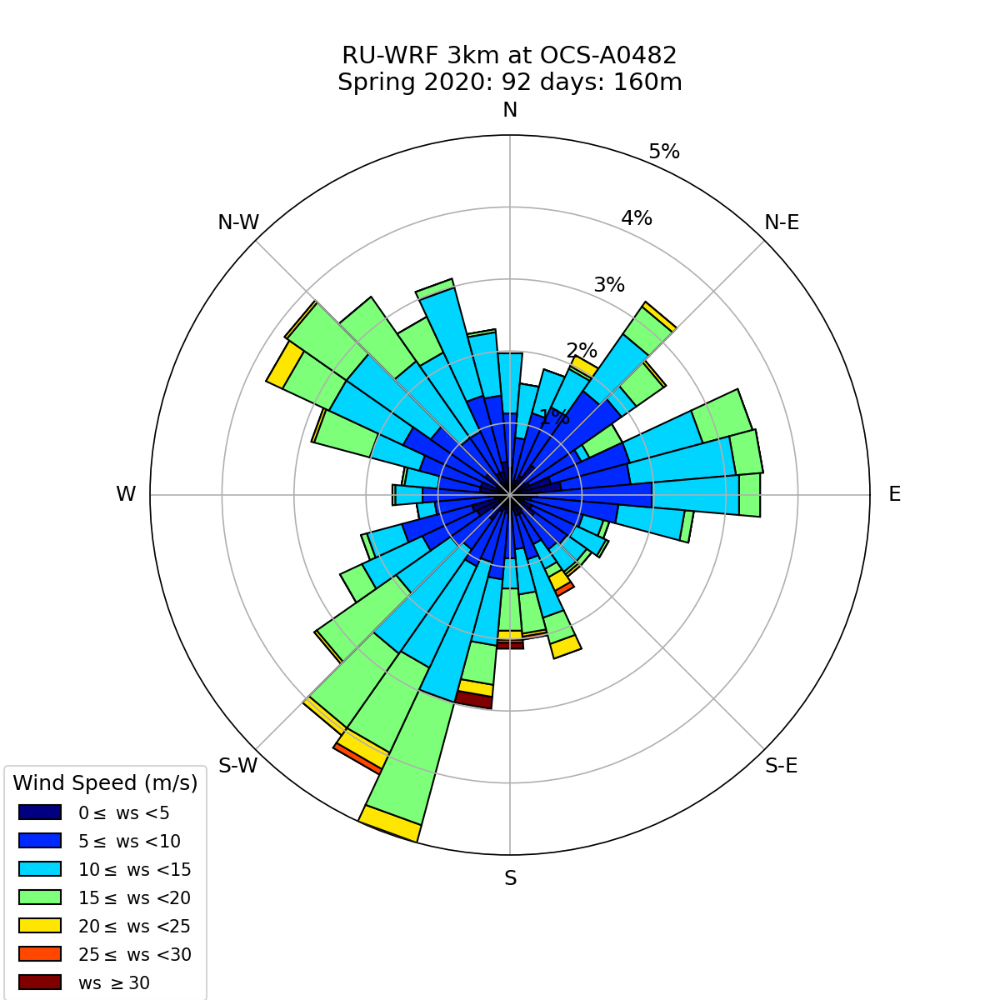 RU-WRF 3km at OCS-A0482
Spring 2020: 92 days: 160m
N
5%
N-W
N-E
4%
3%
2%
1%
W
E
S-W
S-E
S
Wind Speed (m/s)
0≤ ws <5
5≤ ws <10
10≤ ws <15
15≤ ws <20
20≤ ws <25
25≤ ws <30
ws ≥30